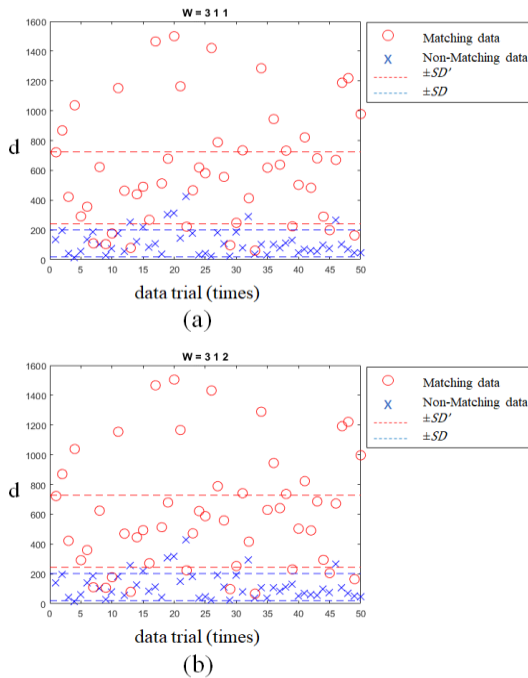 W = 3 1 1
1600
1400
1200
1000
800
600
400
200
0
d
0 5 10 15 20 25 30 35 40 45 50
data trial (times)
(a)
Matching data
Non-Matching data
±SD'
±SD
W = 3 1 2
1600
1400
1200
1000
800
600
400
200
0
d
0 5 10 15 20 25 30 35 40 45 50
data trial (times)
(b)
Matching data
Non-Matching data
±SD'
±SD